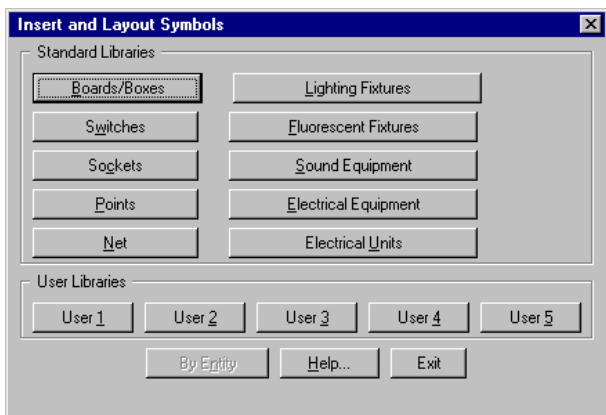 Insert and Layout Symbols
Standard Libraries
Boards/Boxes Lighting Fixtures
Switches Fluorescent Fixtures
Sockets Sound Equipment
Points Electrical Equipment
Net Electrical Units
User Libraries
User 1 User 2 User 3 User 4 User 5
By Entity Help... Exit